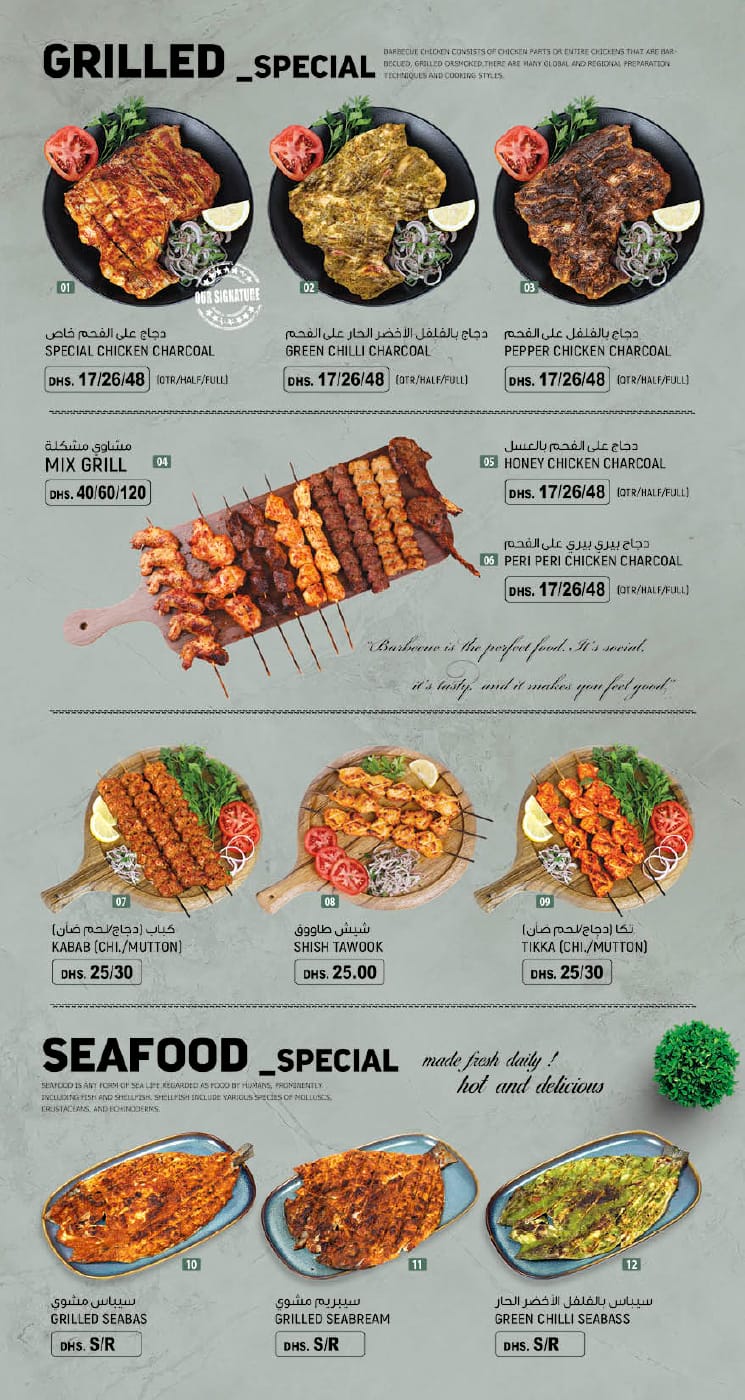 GRILLED _SPECIAL
BARBECUE CHICKEN CONSISTS OF CHICKEN PARTS OR ENTIRE CHICKENS THAT ARE BAR-
BECUED, GRILLED ORSMOKED.THERE ARE MANY GLOBAL AND REGIONAL PREPARATION
TECHNIQUES AND COOKING STYLES.
01
OUR SIGNATURE
دجاج على الفحم خاص
SPECIAL CHICKEN CHARCOAL
DHS. 17/26/48 (QTR/HALF/FULL)
02
دجاج بالفلفل الأخضر الحار على الفحم
GREEN CHILLI CHARCOAL
DHS. 17/26/48 (QTR/HALF/FULL)
03
دجاج بالفلفل على الفحم
PEPPER CHICKEN CHARCOAL
DHS. 17/26/48 (QTR/HALF/FULL)
مشاوي مشكلة
MIX GRILL 04
DHS. 40/60/120
دجاج على الفحم بالعسل
05 HONEY CHICKEN CHARCOAL
DHS. 17/26/48 (QTR/HALF/FULL)
دجاج بيري بيري على الفحم
06 PERI PERI CHICKEN CHARCOAL
DHS. 17/26/48 (QTR/HALF/FULL)
"Barbecue is the perfect food. It's social,
it's tasty, and it makes you feel good,"
07
كباب (دجاج/لحم ضأن)
KABAB (CHI./MUTTON)
DHS. 25/30
08
شيش طاووق
SHISH TAWOOK
DHS. 25.00
09
تكا (دجاج/لحم ضأن)
TIKKA (CHI./MUTTON)
DHS. 25/30
SEAFOOD _SPECIAL
made fresh daily !
hot and delicious
SEAFOOD IS ANY FORM OF SEA LIFE REGARDED AS FOOD BY HUMANS, PROMINENTLY
INCLUDING FISH AND SHELLFISH. SHELLFISH INCLUDE VARIOUS SPECIES OF MOLLUSCS,
CRUSTACEANS, AND ECHINODERMS.
10
سيباس مشوي
GRILLED SEABAS
DHS. S/R
11
سيبريم مشوي
GRILLED SEABREAM
DHS. S/R
12
سيباس بالفلفل الأخضر الحار
GREEN CHILLI SEABASS
DHS. S/R